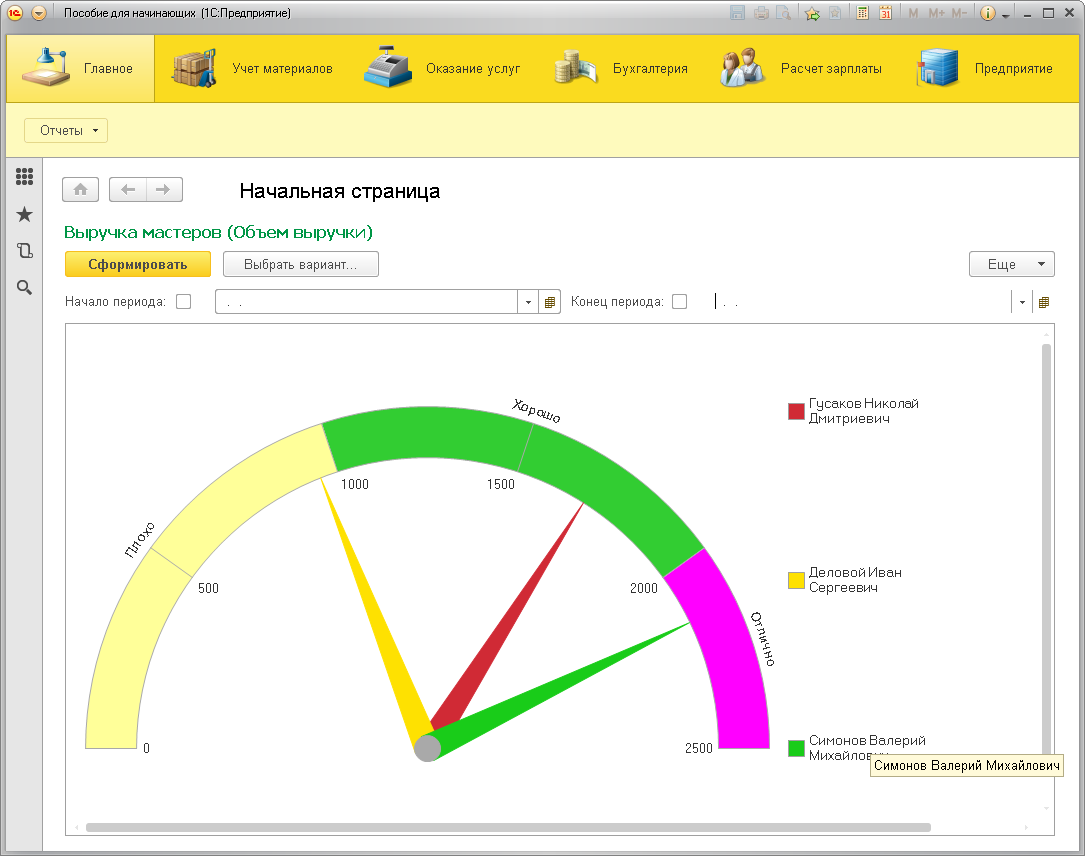 Пособие для начинающих (1С:Предприятие)
M M+ M-
31
Главное
Учет материалов
Оказание услуг
Бухгалтерия
Расчет зарплаты
Предприятие
Отчеты
Начальная страница
Выручка мастеров (Объем выручки)
Сформировать
Выбрать вариант...
Еще
Начало периода:
. .
Конец периода:
. .
Плохо
Хорошо
Отлично
0
500
1000
1500
2000
2500
Гусаков Николай
Дмитриевич
Деловой Иван
Сергеевич
Симонов Валерий
Михайлович
Симонов Валерий Михайлович